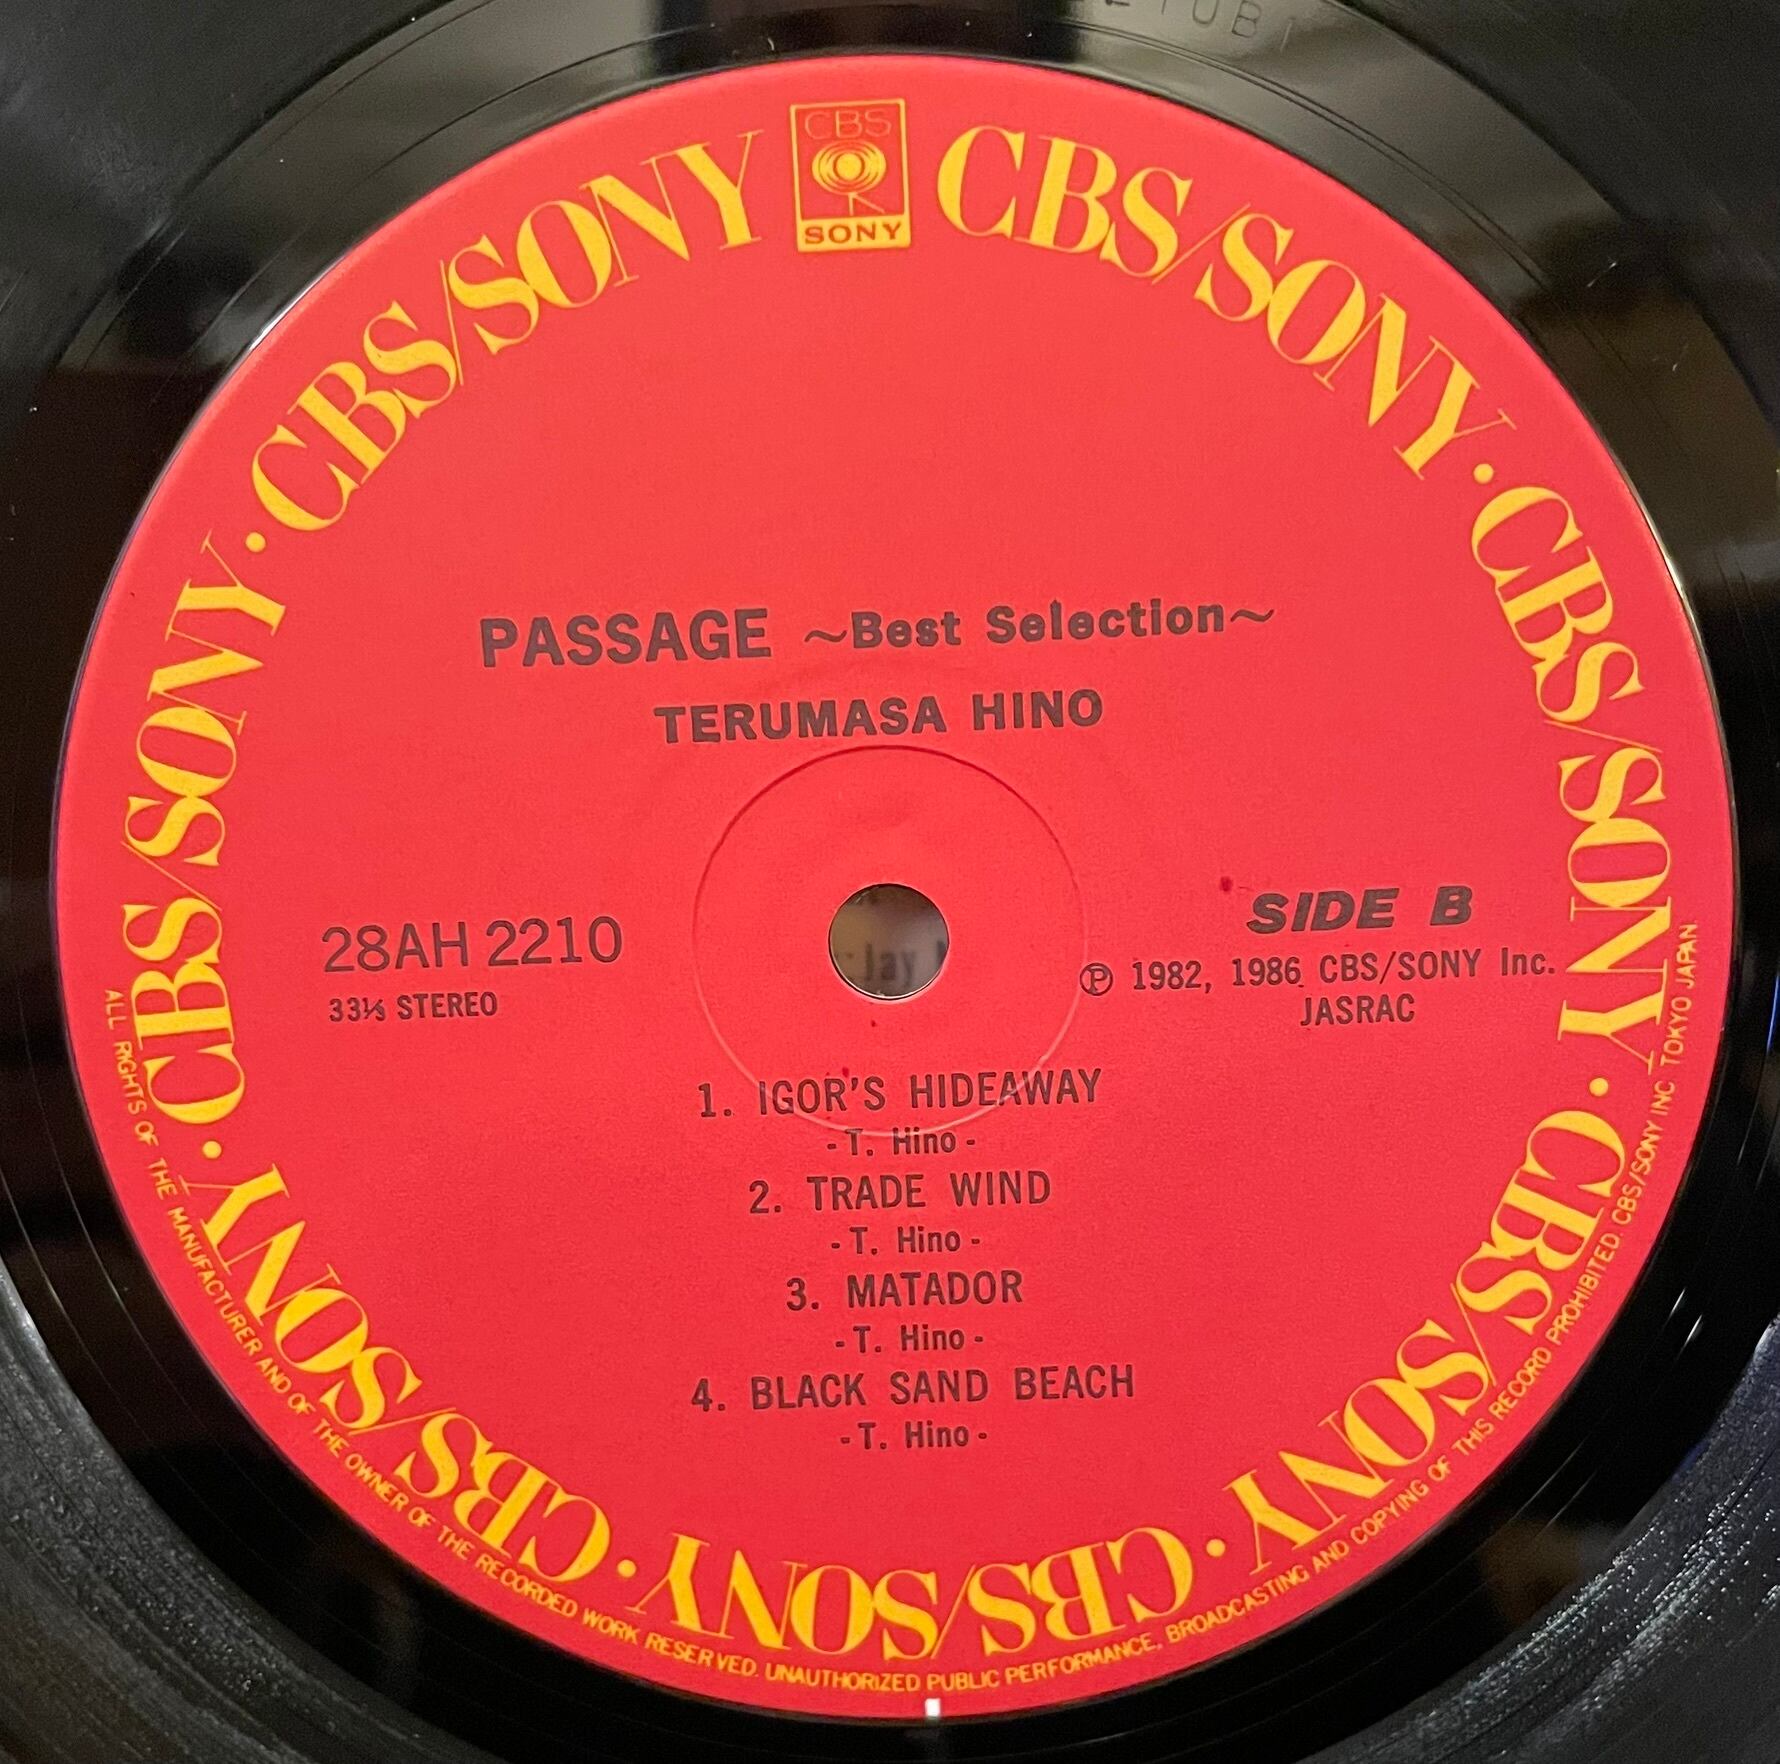 CBS
SONY
CBS/SONY · CBS/SONY · CBS/SONY · CBS/SONY · CBS/SONY · CBS/SONY · CBS/SONY
PASSAGE ~Best Selection~
TERUMASA HINO
28AH 2210
33⅓ STEREO
SIDE B
Ⓟ 1982, 1986 CBS/SONY Inc.
JASRAC
Jay
1. IGOR'S HIDEAWAY
- T. Hino -
2. TRADE WIND
- T. Hino -
3. MATADOR
- T. Hino -
4. BLACK SAND BEACH
- T. Hino -
ALL RIGHTS OF THE MANUFACTURER AND OF THE OWNER OF THE RECORDED WORK RESERVED. UNAUTHORIZED PUBLIC PERFORMANCE, BROADCASTING AND COPYING OF THIS RECORD PROHIBITED. CBS/SONY INC. TOKYO JAPAN